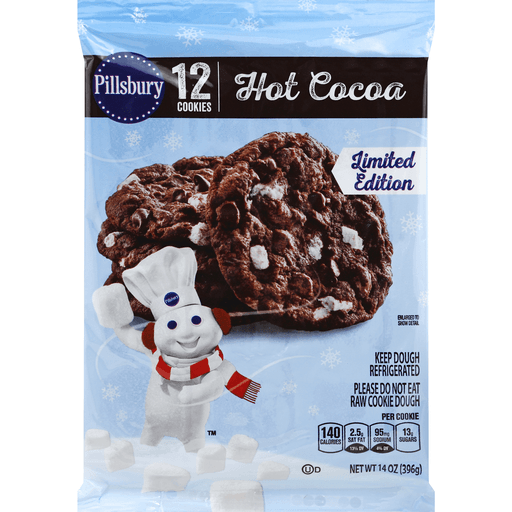 Pillsbury
12
COOKIES
Hot Cocoa
Limited
Edition
Pillsbury
ENLARGED TO
SHOW DETAIL
KEEP DOUGH
REFRIGERATED
PLEASE DO NOT EAT
RAW COOKIE DOUGH
PER COOKIE
140
CALORIES
2.5g
SAT FAT
13% DV
95mg
SODIUM
4% DV
13g
SUGARS
TM
U D
NET WT 14 OZ (396g)